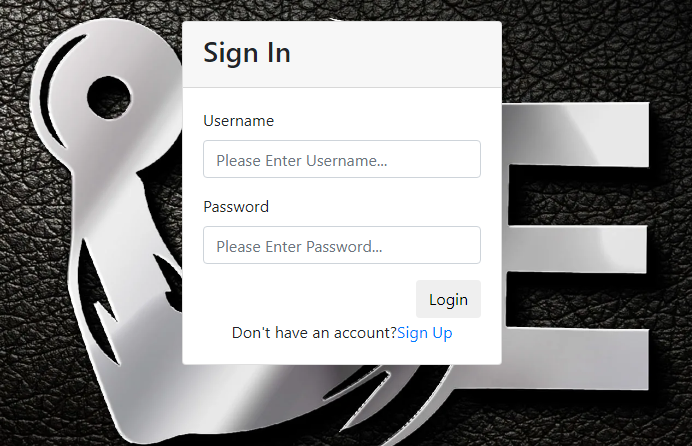 Sign In
Username
Please Enter Username...
Password
Please Enter Password...
Login
Don't have an account?Sign Up